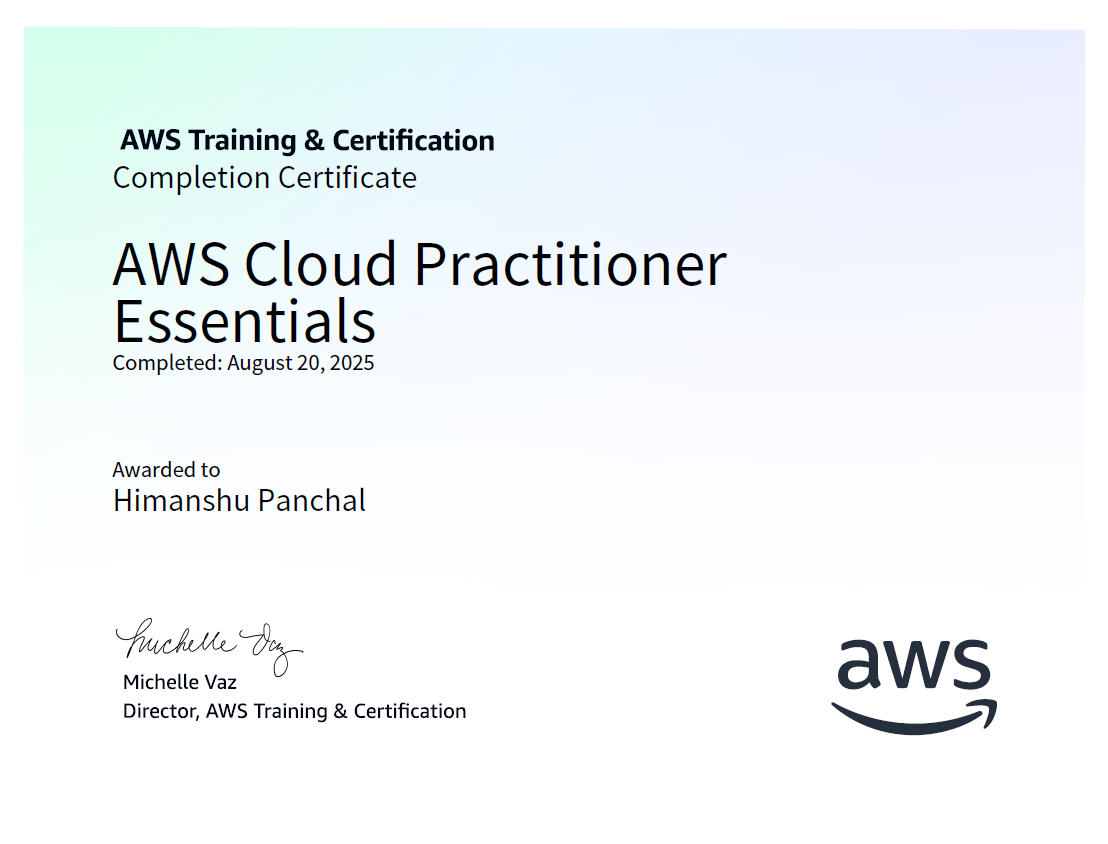 AWS Training & Certification
Completion Certificate
AWS Cloud Practitioner
Essentials
Completed: August 20, 2025
Awarded to
Himanshu Panchal
Michelle Vaz
Michelle Vaz
Director, AWS Training & Certification
aws